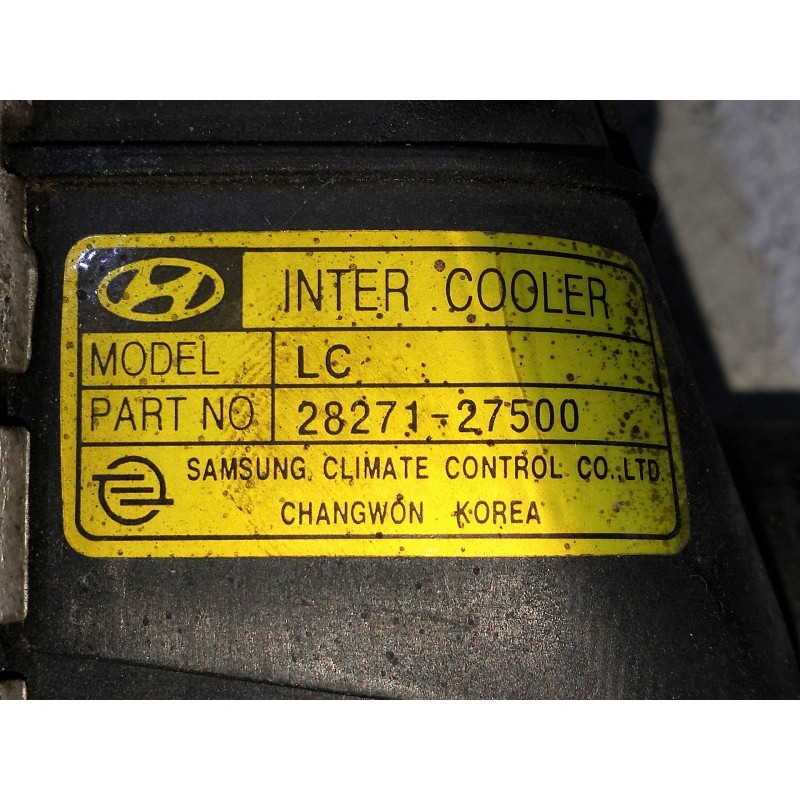 INTER COOLER
MODEL LC
PART NO 28271-27500
SAMSUNG CLIMATE CONTROL CO.,LTD.
CHANGWON KOREA